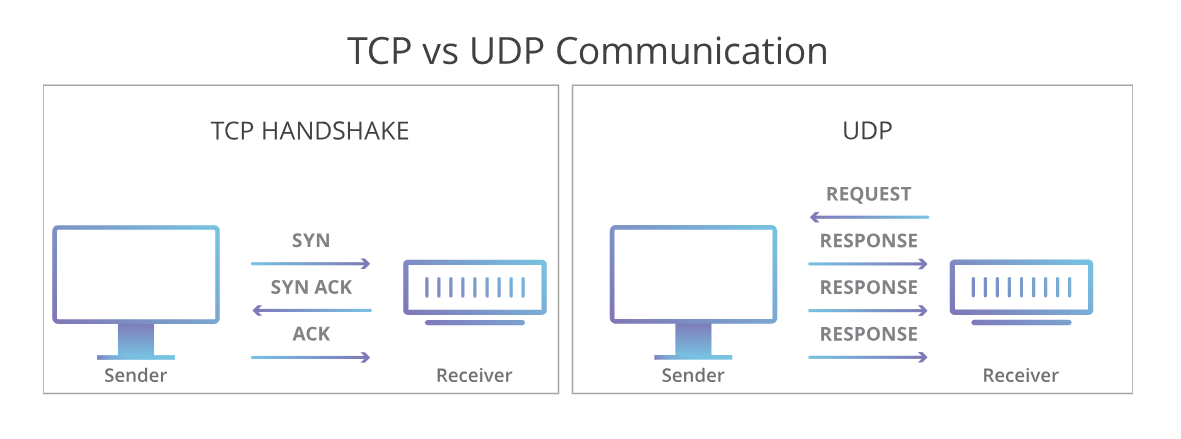 TCP vs UDP Communication
TCP HANDSHAKE
SYN
SYN ACK
ACK
Sender
Receiver
UDP
REQUEST
RESPONSE
RESPONSE
RESPONSE
Sender
Receiver